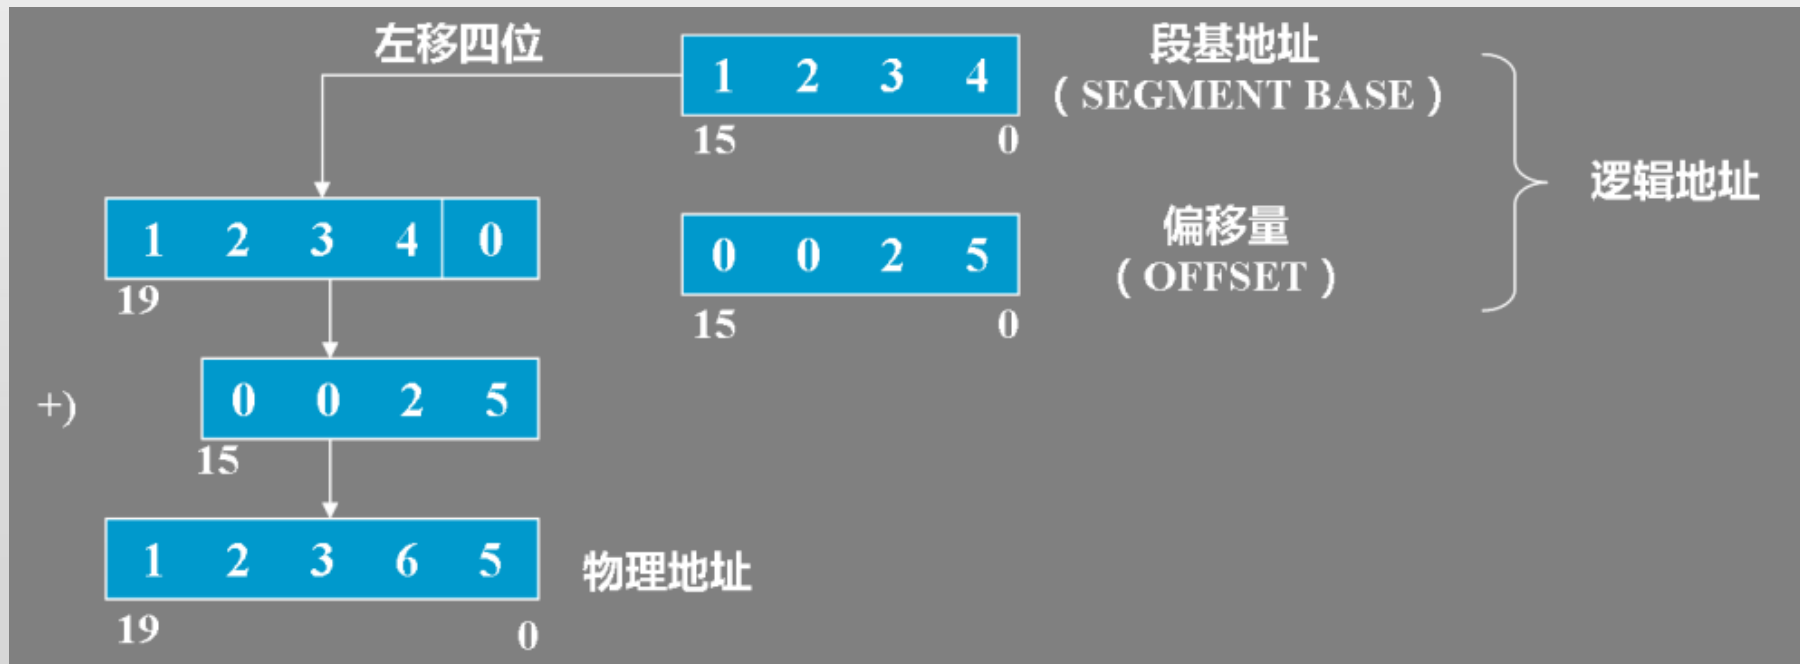 左移四位
1 2 3 4
段基地址
(SEGMENT BASE)
15 0
逻辑地址
1 2 3 4 0
19
0 0 2 5
偏移量
(OFFSET)
15 0
+)
0 0 2 5
15
1 2 3 6 5
物理地址
19 0